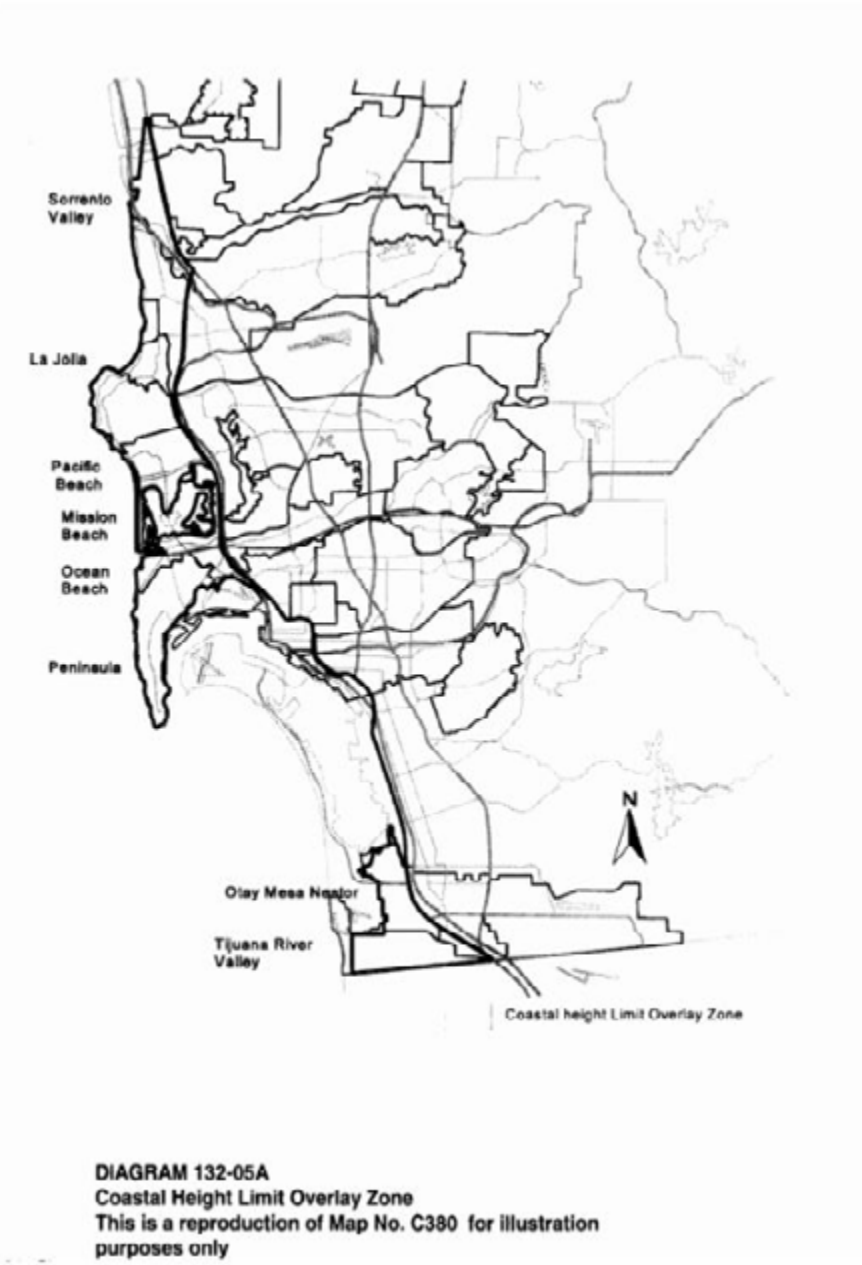 Sorrento
Valley
La Jolla
Pacific
Beach
Mission
Beach
Ocean
Beach
Peninsula
N
Otay Mesa Nestor
Tijuana River
Valley
Coastal height Limit Overlay Zone
DIAGRAM 132-05A
Coastal Height Limit Overlay Zone
This is a reproduction of Map No. C380 for illustration
purposes only